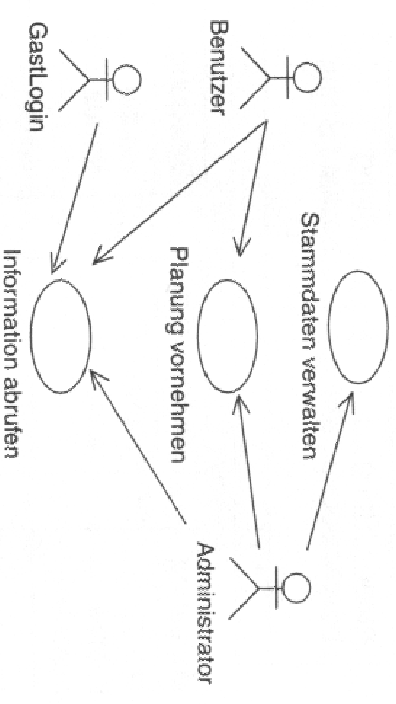 Stammdaten verwalten
Benutzer
Planung vornehmen
Administrator
GastLogin
Information abrufen